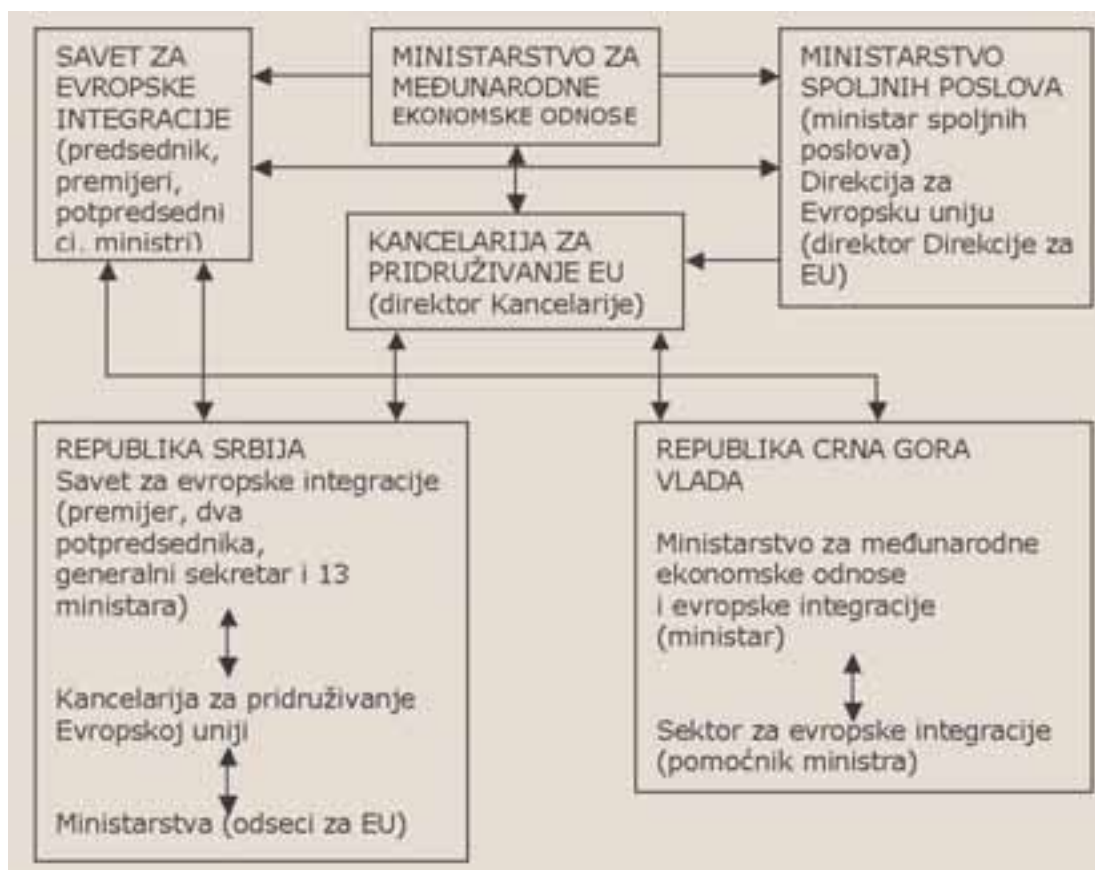 SAVET ZA
EVROPSKE
INTEGRACIJE
(predsednik,
premijeri,
potpredsedni
ci, ministri)
MINISTARSTVO ZA
MEĐUNARODNE
EKONOMSKE ODNOSE
MINISTARSTVO
SPOLJNIH POSLOVA
(ministar spoljnih
poslova)
Direkcija za
Evropsku uniju
(direktor Direkcije za
EU)
KANCELARIJA ZA
PRIDRUŽIVANJE EU
(direktor Kancelarije)
REPUBLIKA SRBIJA
Savet za evropske integracije
(premijer, dva
potpredsednika,
generalni sekretar i 13
ministara)
Kancelarija za pridruživanje
Evropskoj uniji
Ministarstva (odseci za EU)
REPUBLIKA CRNA GORA
VLADA
Ministarstvo za međunarodne
ekonomske odnose
i evropske integracije
(ministar)
Sektor za evropske integracije
(pomoćnik ministra)